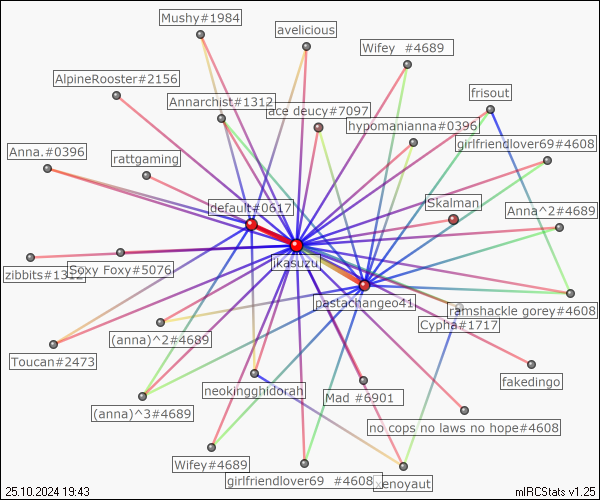 Mushy#1984
avelicious
Wifey #4689
AlpineRooster#2156
frisout
Annarchist#1312
ace deucy#7097
hypomanianna#0396
girlfriendlover69#4608
Anna.#0396
rattgaming
Skalman
default#0617
Anna^2#4689
jkasuzu
zibbits#1312
Soxy Foxy#5076
pastachangeo41
ramshackle gorey#4608
Cypha#1717
(anna)^2#4689
Toucan#2473
fakedingo
neokingghidorah
Mad #6901
(anna)^3#4689
no cops no laws no hope#4608
Wifey#4689
girlfriendlover69 #4608
xenoyaut
25.10.2024 19:43
mIRCStats v1.25